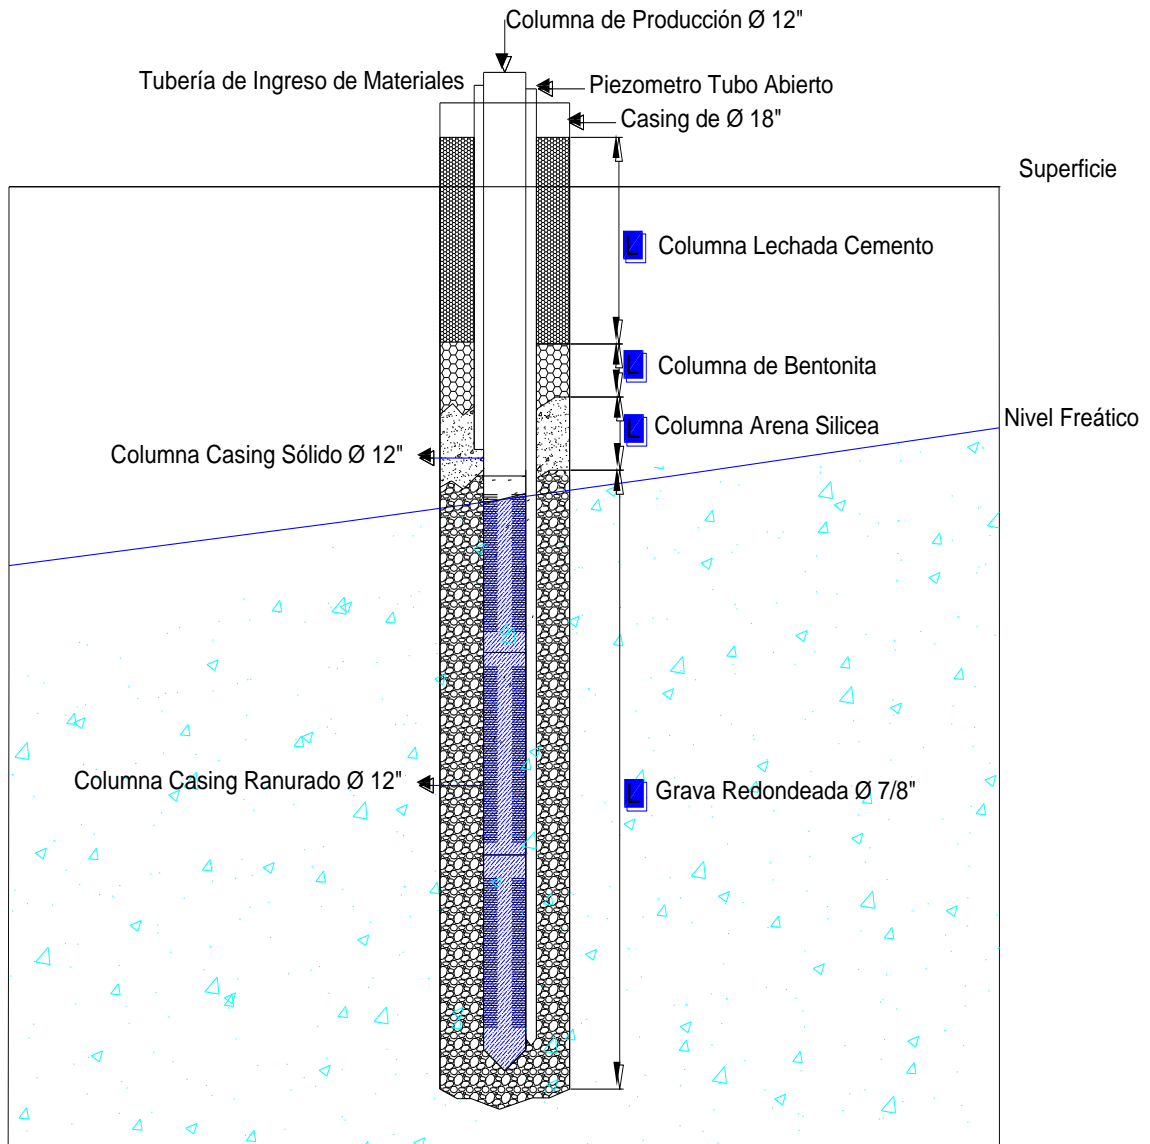 Columna de Producción Ø 12"
Tubería de Ingreso de Materiales
Piezometro Tubo Abierto
Casing de Ø 18"
Superficie
L Columna Lechada Cemento
L Columna de Bentonita
Nivel Freático
L Columna Arena Silicea
Columna Casing Sólido Ø 12"
Columna Casing Ranurado Ø 12"
L Grava Redondeada Ø 7/8"